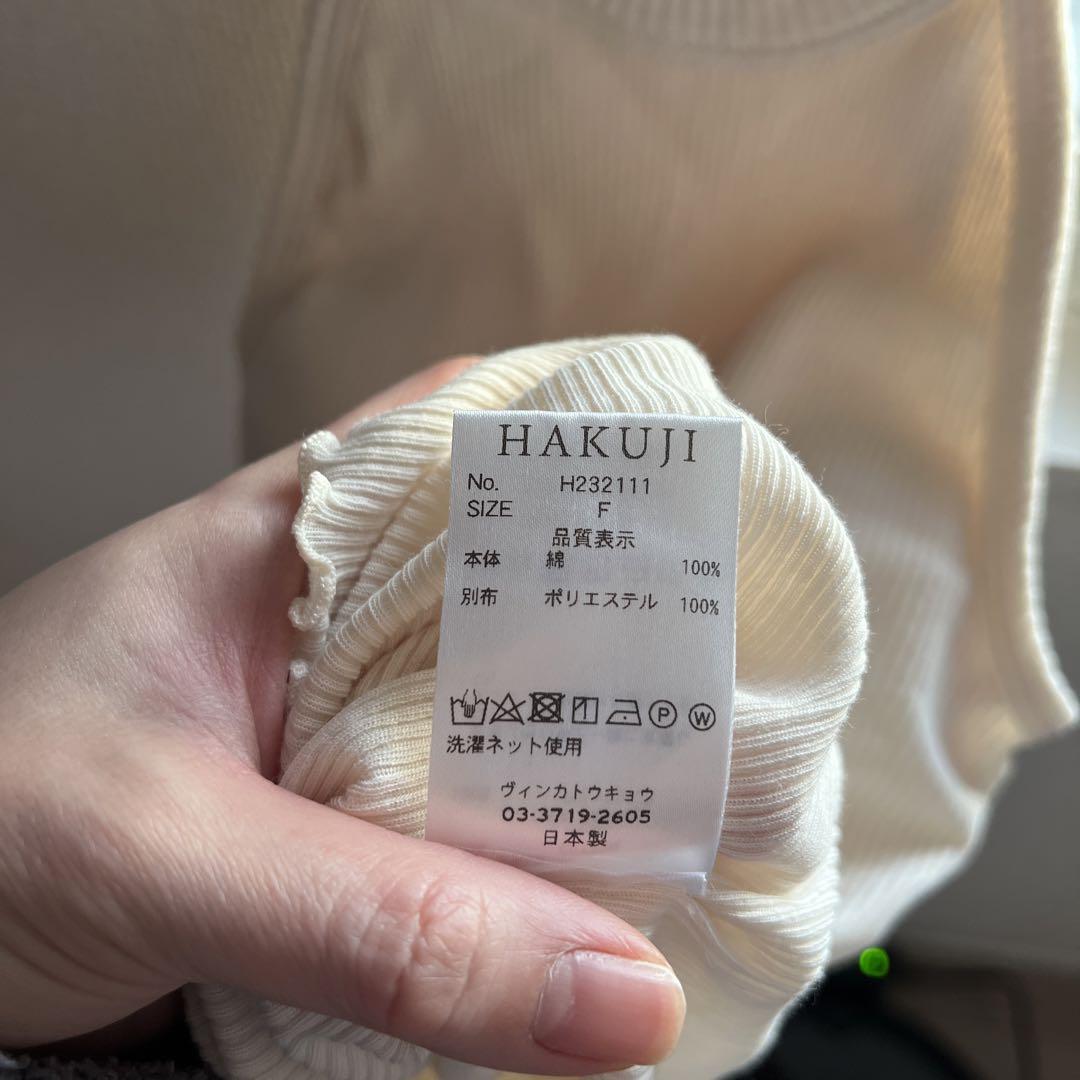 HAKUJI
No. H232111
SIZE F
品質表示
本体 綿 100%
別布 ポリエステル 100%
P W
洗濯ネット使用
ヴィンカトウキョウ
03-3719-2605
日本製